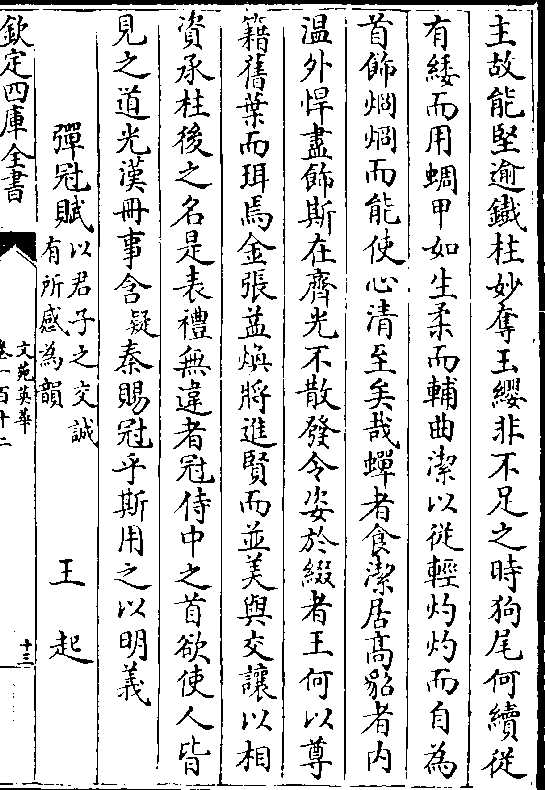 主故能堅逾鐵柱妙奪玉纓非不足之時狗尾何續從
有緌而用蜩甲如生柔而輔曲潔以從輕灼灼而自為
首飾烱烱而能使心清至矣哉蟬者食潔居高貂者内
温外悍盡飾斯在齊光不散發令姿於綴者王何以尊
籍舊葉而珥焉金張葢煥將進賢而並美與交讓以相
資承柱後之名是表禮無違者冠侍中之首欲使人皆
見之道光漢冊事含疑秦賜冠乎斯用之以明義
彈冠賦以君子之交誠有所感為韻 王起
欽定四庫全書
文苑英華
卷一百十二
十三